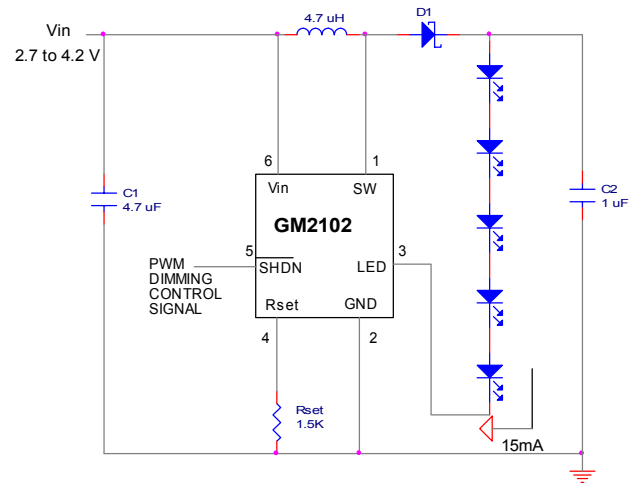 Vin
2.7 to 4.2 V
4.7 uH
D1
6
1
Vin
SW
C1
4.7 uF
C2
1 uF
GM2102
5
SHDN
LED
3
PWM
DIMMING
CONTROL
SIGNAL
Rset
GND
4
2
Rset
1.5K
15mA